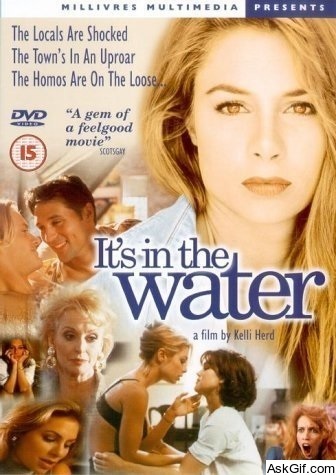 MILLIVRES MULTIMEDIA PRESENTS
The Locals Are Shocked
The Town's In An Uproar
The Homos Are On The Loose...
DVD
VIDEO
"A gem of
a feelgood
movie"
SCOTSGAY
15
It's in the
water
a film by Kelli Herd
AskGif.com